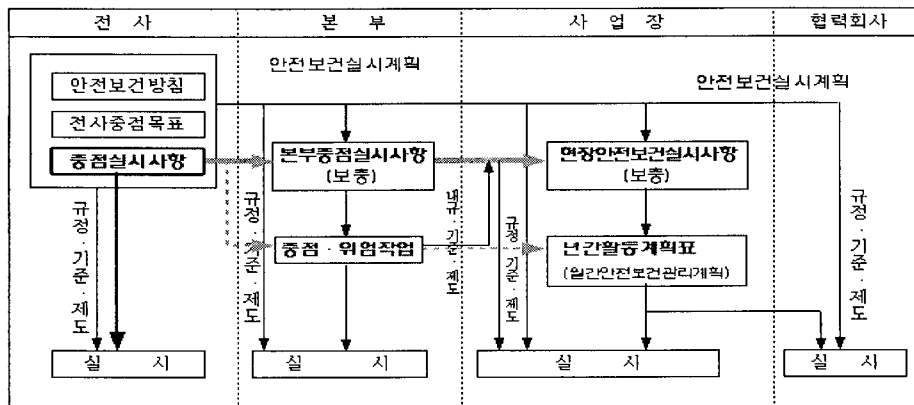 전 사
본 부
사 업 장
협력회사
안전보건실시계획
안전보건실시계획
안전보건방침
전사중점목표
중점실시사항
본부중점실시사항
(보충)
현장안전보건실시사항
(보충)
중점 · 위험작업
년간활동계획표
(월간안전보건관리계획)
규정 · 기준 · 제도
규정 · 기준 · 제도
내규 · 기준 · 제도
규정 · 기준 · 제도
규정 · 기준 · 제도
실 시
실 시
실 시
실 사